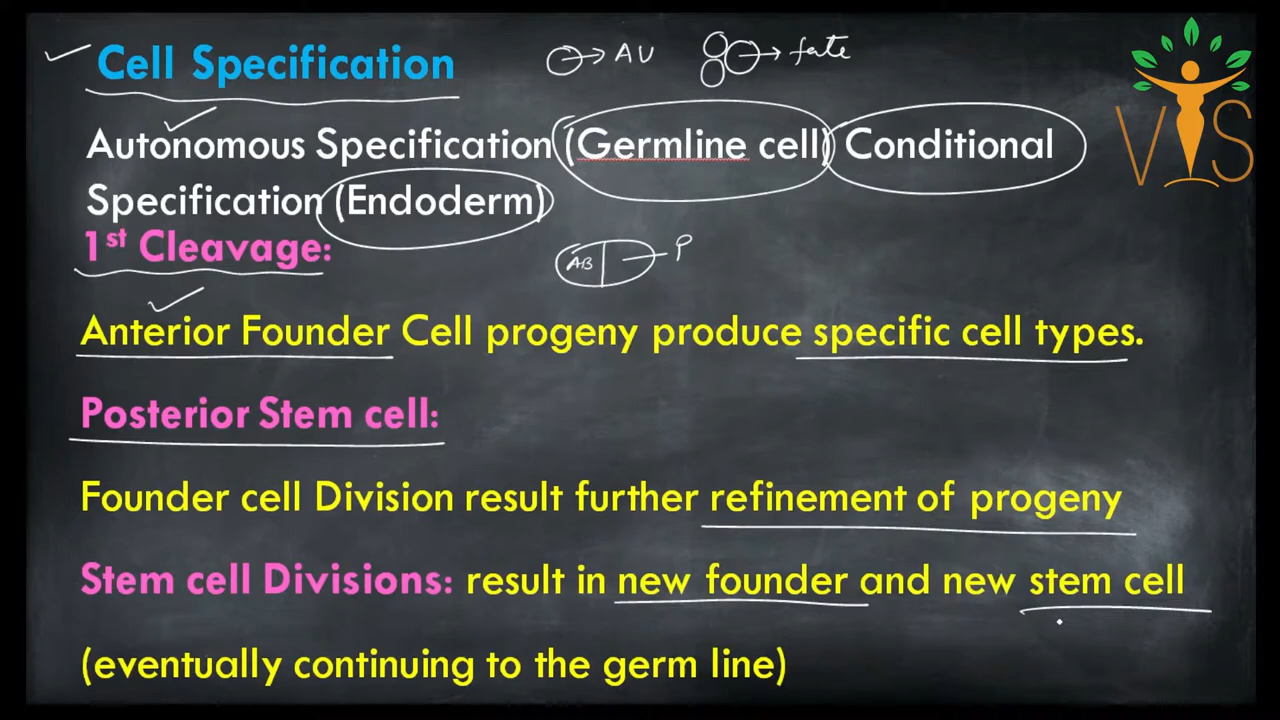 Cell Specification
AU
fate
Autonomous Specification (Germline cell) Conditional
Specification (Endoderm)
1st Cleavage:
AB
P
Anterior Founder Cell progeny produce specific cell types.
Posterior Stem cell:
Founder cell Division result further refinement of progeny
Stem cell Divisions: result in new founder and new stem cell
(eventually continuing to the germ line)
VIS